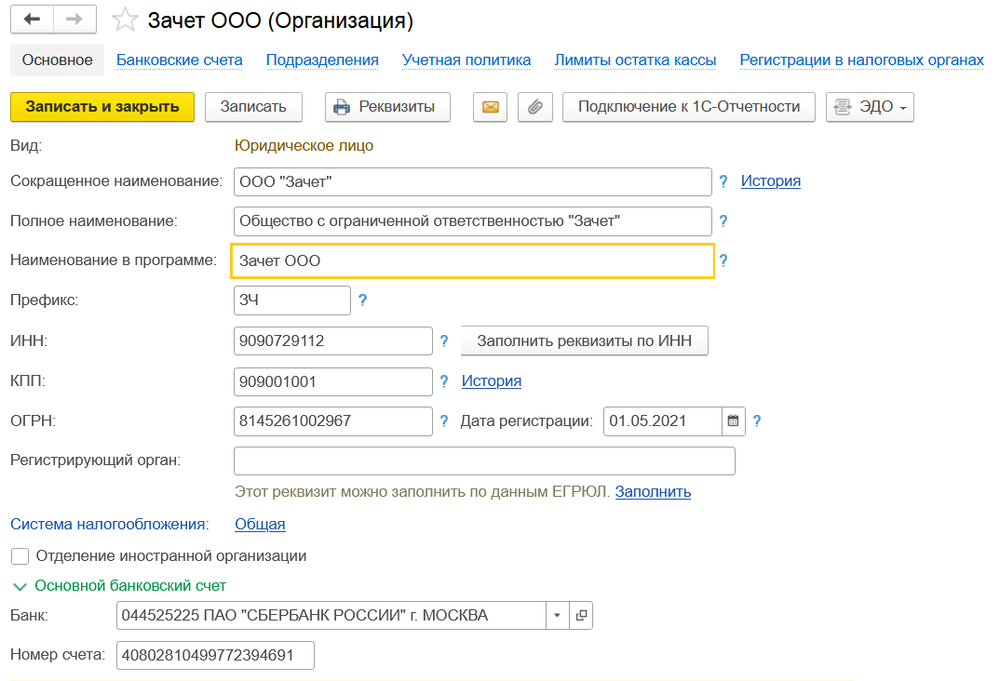 Зачет ООО (Организация)
Основное Банковские счета Подразделения Учетная политика Лимиты остатка кассы Регистрации в налоговых органах
Записать и закрыть Записать Реквизиты Подключение к 1С-Отчетности ЭДО
Вид: Юридическое лицо
Сокращенное наименование: ООО "Зачет" ? История
Полное наименование: Общество с ограниченной ответственностью "Зачет" ?
Наименование в программе: Зачет ООО ?
Префикс: ЗЧ ?
ИНН: 9090729112 ? Заполнить реквизиты по ИНН
КПП: 909001001 ? История
ОГРН: 8145261002967 ? Дата регистрации: 01.05.2021 ?
Регистрирующий орган:
Этот реквизит можно заполнить по данным ЕГРЮЛ. Заполнить
Система налогообложения: Общая
Отделение иностранной организации
Основной банковский счет
Банк: 044525225 ПАО "СБЕРБАНК РОССИИ" г. МОСКВА
Номер счета: 40802810499772394691